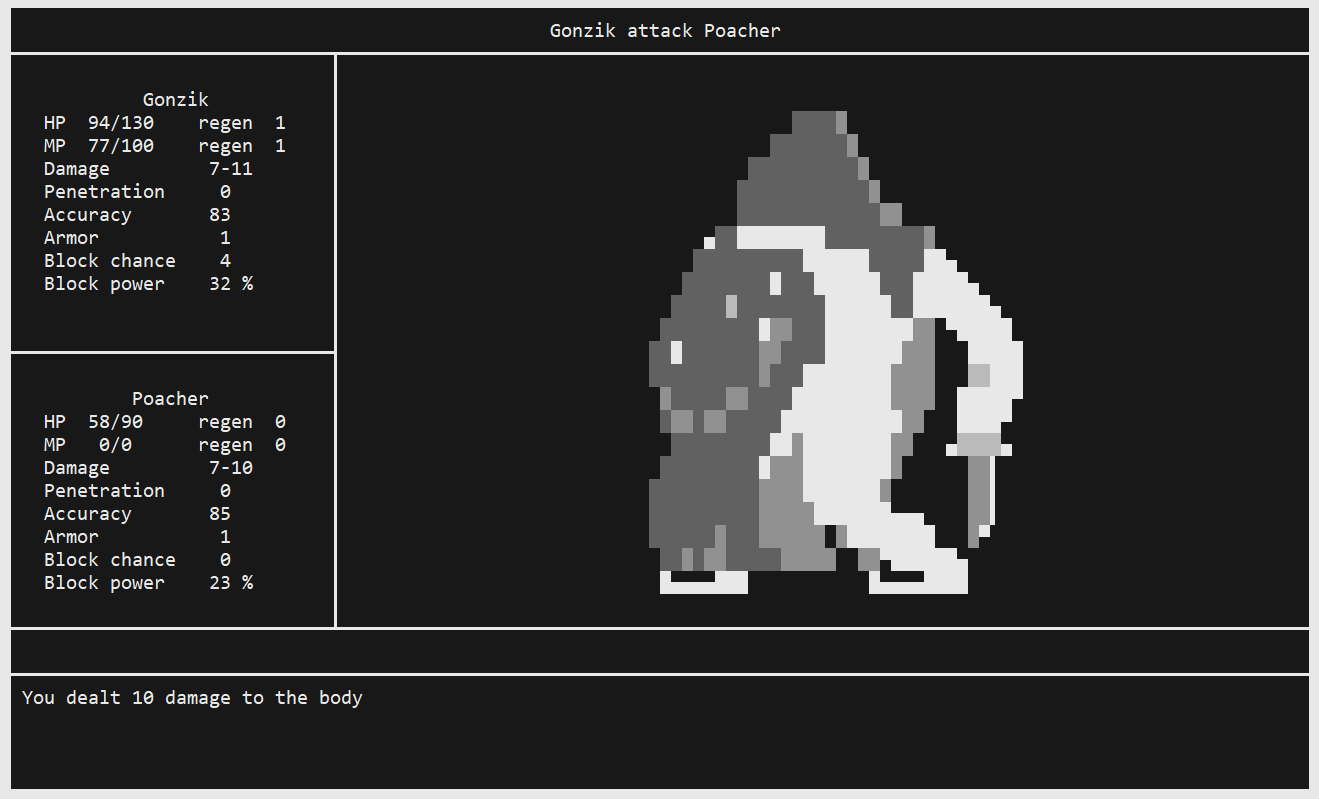 Gonzik attack Poacher
Gonzik
HP 94/130 regen 1
MP 77/100 regen 1
Damage 7-11
Penetration 0
Accuracy 83
Armor 1
Block chance 4
Block power 32 %
Poacher
HP 58/90 regen 0
MP 0/0 regen 0
Damage 7-10
Penetration 0
Accuracy 85
Armor 1
Block chance 0
Block power 23 %
You dealt 10 damage to the body